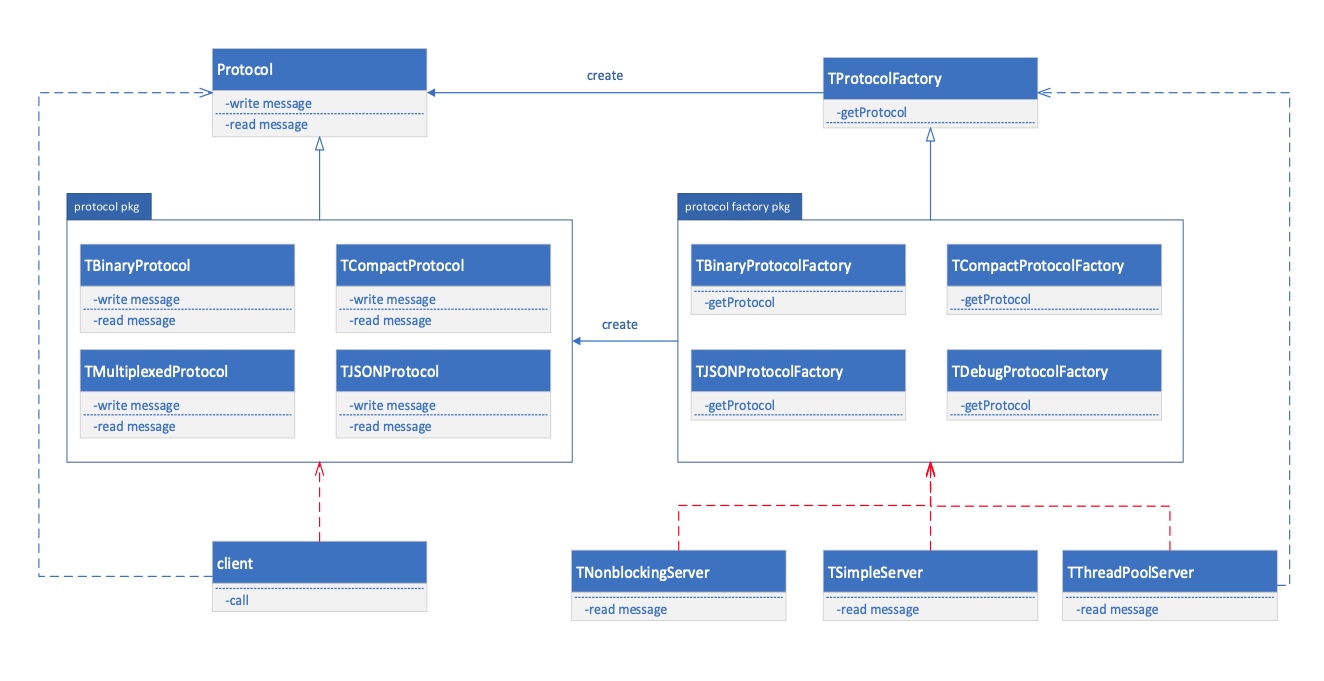 Protocol
-write message
-read message
create
TProtocolFactory
-getProtocol
protocol pkg
TBinaryProtocol
-write message
-read message
TCompactProtocol
-write message
-read message
TMultiplexedProtocol
-write message
-read message
TJSONProtocol
-write message
-read message
create
protocol factory pkg
TBinaryProtocolFactory
-getProtocol
TCompactProtocolFactory
-getProtocol
TJSONProtocolFactory
-getProtocol
TDebugProtocolFactory
-getProtocol
client
-call
TNonblockingServer
-read message
TSimpleServer
-read message
TThreadPoolServer
-read message